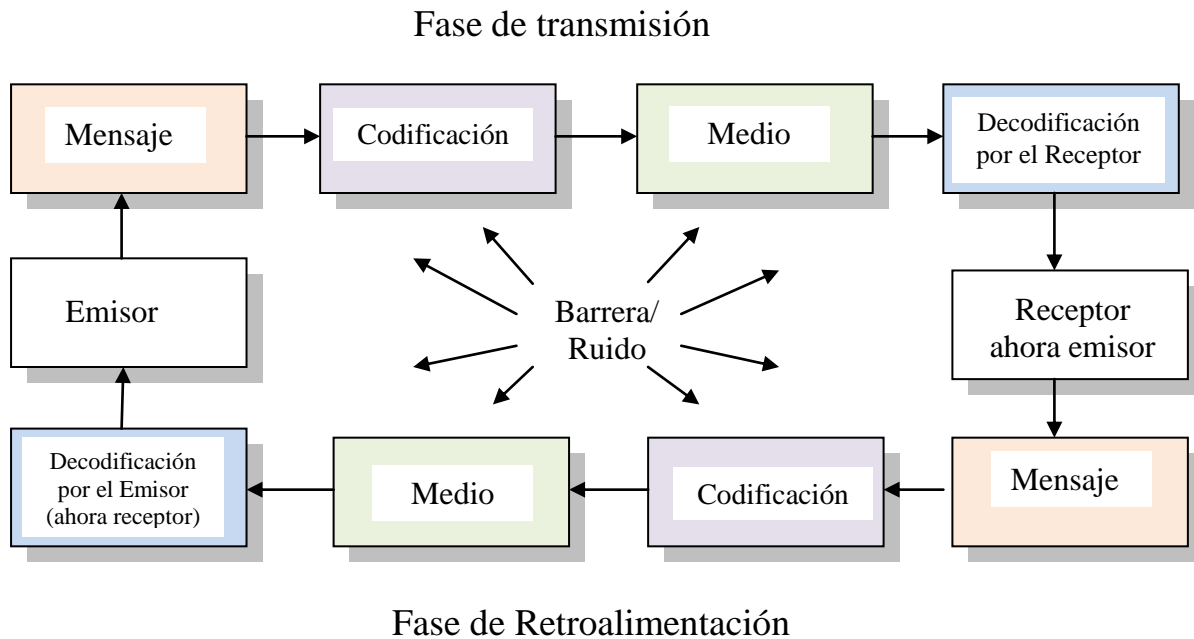 Fase de transmisión
Mensaje
Codificación
Medio
Decodificación
por el Receptor
Emisor
Barrera/
Ruido
Receptor
ahora emisor
Decodificación
por el Emisor
(ahora receptor)
Medio
Codificación
Mensaje
Fase de Retroalimentación